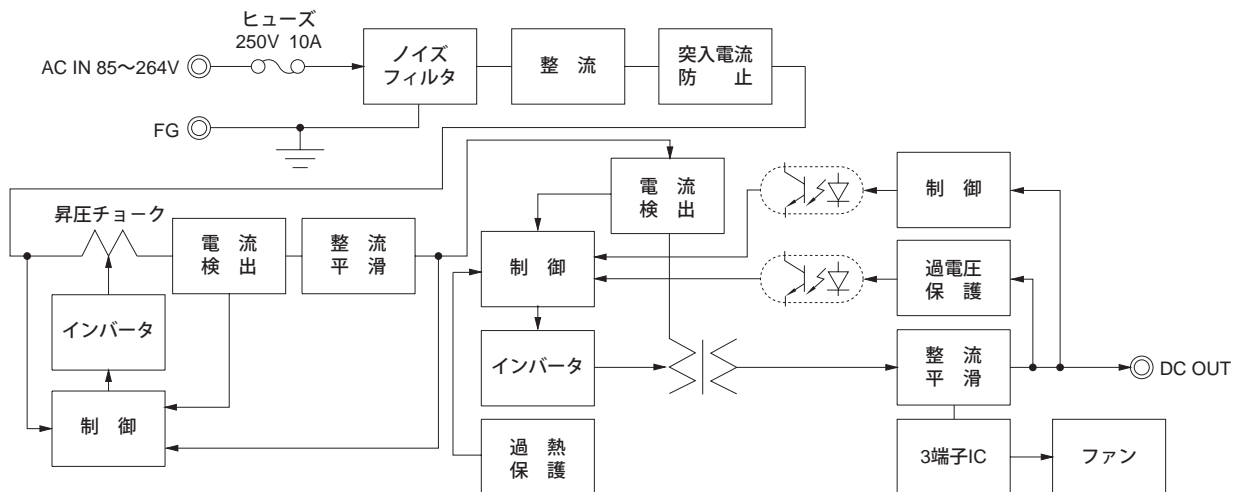 ヒューズ
250V 10A
AC IN 85～264V
ノイズ
フィルタ
整 流
突入電流
防 止
FG
昇圧チョーク
電 流
検 出
整 流
平 滑
インバータ
制 御
電 流
検 出
制 御
インバータ
過 熱
保 護
制 御
過電圧
保 護
整 流
平 滑
DC OUT
3端子IC
ファン